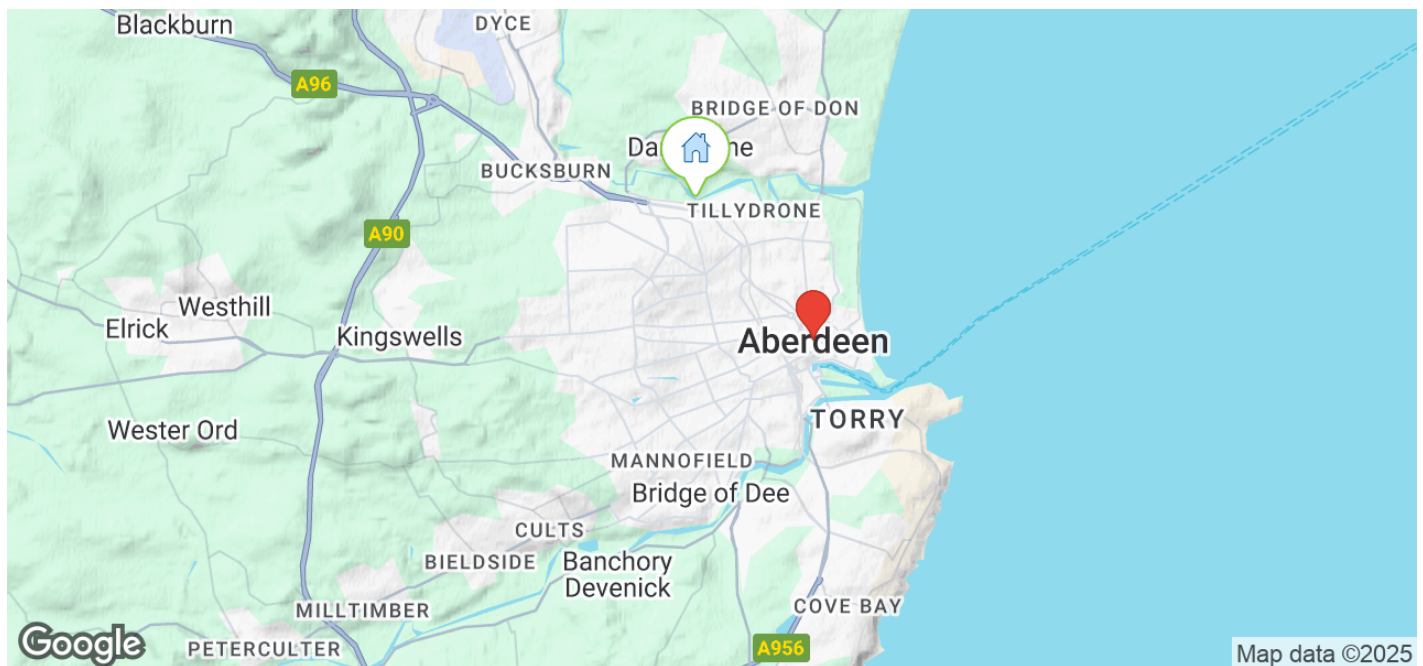 Blackburn
DYCE
A96
BRIDGE OF DON
BUCKSBURN
TILLYDRONE
A90
Westhill
Elrick
Kingswells
Aberdeen
TORRY
Wester Ord
MANNOFIELD
Bridge of Dee
CULTS
BIELDSIDE
Banchory
Devenick
MILLTIMBER
COVE BAY
PETERCULTER
A956
Google
Map data ©2025